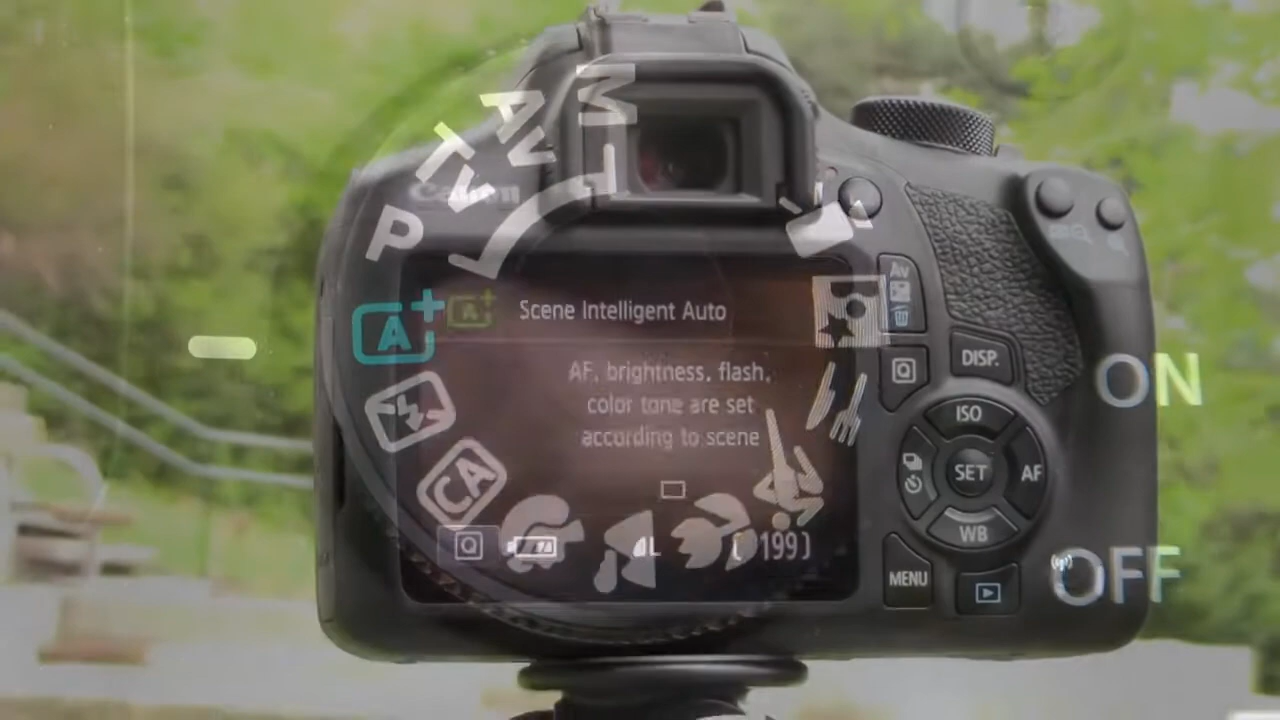 M
Av
Tv
P
Canon
A+
A+
Scene Intelligent Auto
AF, brightness, flash,
color tone are set
according to scene
CA
Q
L
199]
Av
Q
DISP.
ISO
SET
AF
WB
MENU
ON
OFF